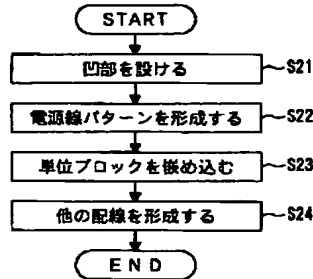 START
凹部を設ける
S21
電源線パターンを形成する
S22
単位ブロックを嵌め込む
S23
他の配線を形成する
S24
END